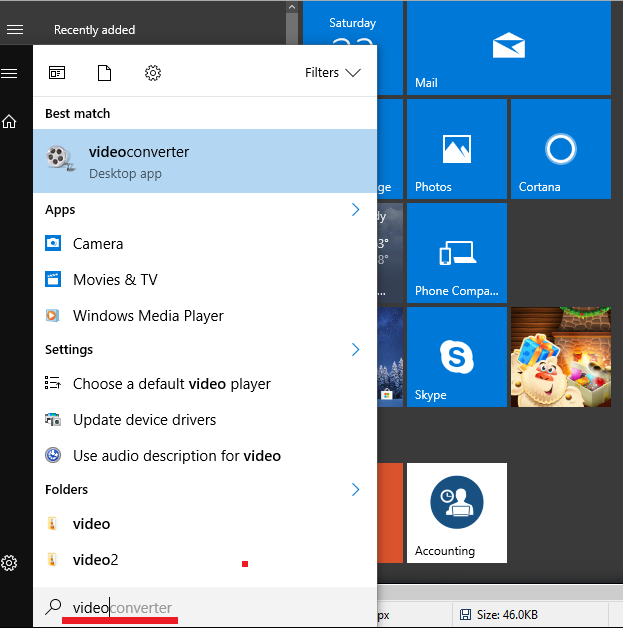 Recently added
Saturday
Mail
Filters
Best match
videoconverter
Desktop app
Apps
Camera
Movies & TV
Windows Media Player
Settings
Choose a default video player
Update device drivers
Use audio description for video
Folders
video
video2
videoconverter
ge
Photos
Cortana
dy
3°
8°
...
Phone Compa...
Skype
Accounting
px
Size: 46.0KB